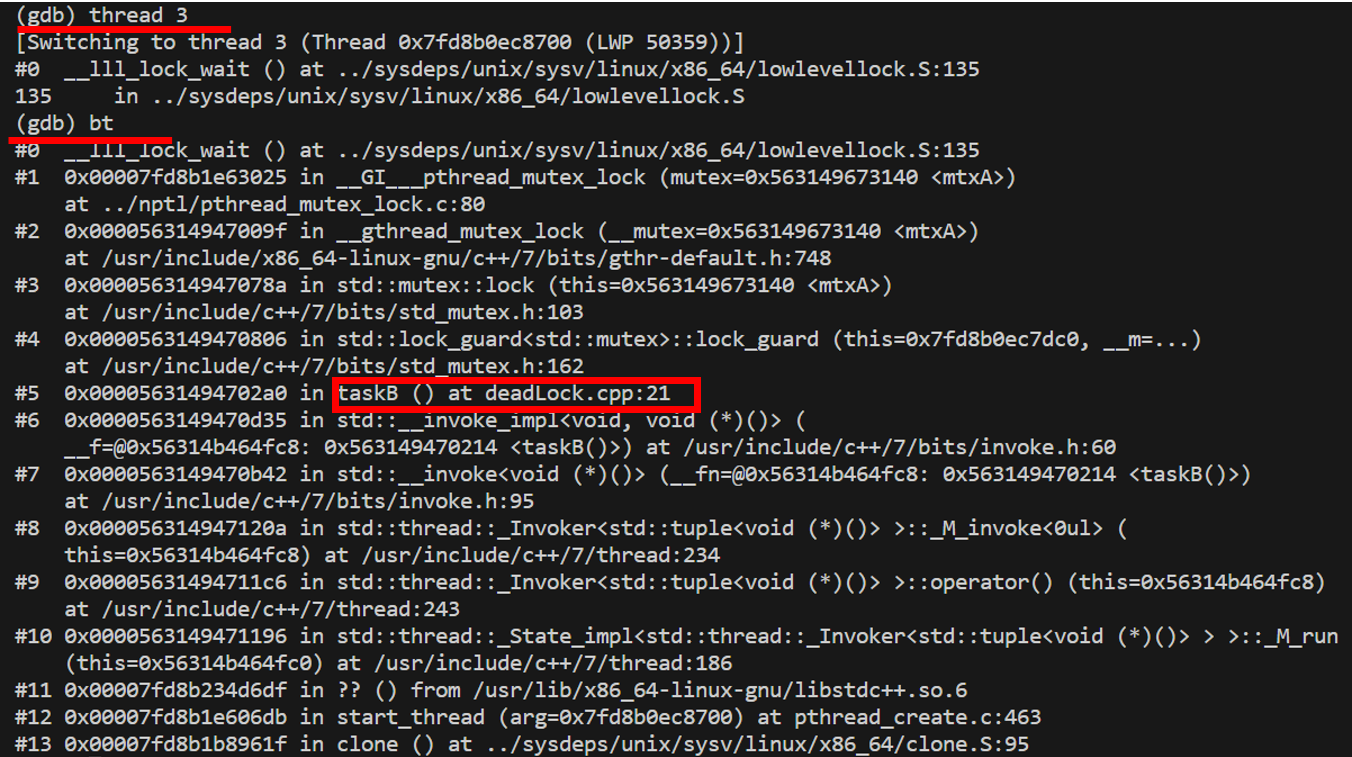 (gdb) thread 3
[Switching to thread 3 (Thread 0x7fd8b0ec8700 (LWP 50359))]
#0  __lll_lock_wait () at ../sysdeps/unix/sysv/linux/x86_64/lowlevellock.S:135
135     in ../sysdeps/unix/sysv/linux/x86_64/lowlevellock.S
(gdb) bt
#0  __lll_lock_wait () at ../sysdeps/unix/sysv/linux/x86_64/lowlevellock.S:135
#1  0x00007fd8b1e63025 in __GI___pthread_mutex_lock (mutex=0x563149673140 <mtxA>)
    at ../nptl/pthread_mutex_lock.c:80
#2  0x000056314947009f in __gthread_mutex_lock (__mutex=0x563149673140 <mtxA>)
    at /usr/include/x86_64-linux-gnu/c++/7/bits/gthr-default.h:748
#3  0x000056314947078a in std::mutex::lock (this=0x563149673140 <mtxA>)
    at /usr/include/c++/7/bits/std_mutex.h:103
#4  0x0000563149470806 in std::lock_guard<std::mutex>::lock_guard (this=0x7fd8b0ec7dc0, __m=...)
    at /usr/include/c++/7/bits/std_mutex.h:162
#5  0x00005631494702a0 in taskB () at deadLock.cpp:21
#6  0x0000563149470d35 in std::__invoke_impl<void, void (*)()> (
    __f=@0x56314b464fc8: 0x563149470214 <taskB()>) at /usr/include/c++/7/bits/invoke.h:60
#7  0x0000563149470b42 in std::__invoke<void (*)()> (__fn=@0x56314b464fc8: 0x563149470214 <taskB()>)
    at /usr/include/c++/7/bits/invoke.h:95
#8  0x000056314947120a in std::thread::_Invoker<std::tuple<void (*)()> >::_M_invoke<0ul> (
    this=0x56314b464fc8) at /usr/include/c++/7/thread:234
#9  0x00005631494711c6 in std::thread::_Invoker<std::tuple<void (*)()> >::operator() (this=0x56314b464fc8)
    at /usr/include/c++/7/thread:243
#10 0x0000563149471196 in std::thread::_State_impl<std::thread::_Invoker<std::tuple<void (*)()> > >::_M_run
    (this=0x56314b464fc0) at /usr/include/c++/7/thread:186
#11 0x00007fd8b234d6df in ?? () from /usr/lib/x86_64-linux-gnu/libstdc++.so.6
#12 0x00007fd8b1e606db in start_thread (arg=0x7fd8b0ec8700) at pthread_create.c:463
#13 0x00007fd8b1b8961f in clone () at ../sysdeps/unix/sysv/linux/x86_64/clone.S:95